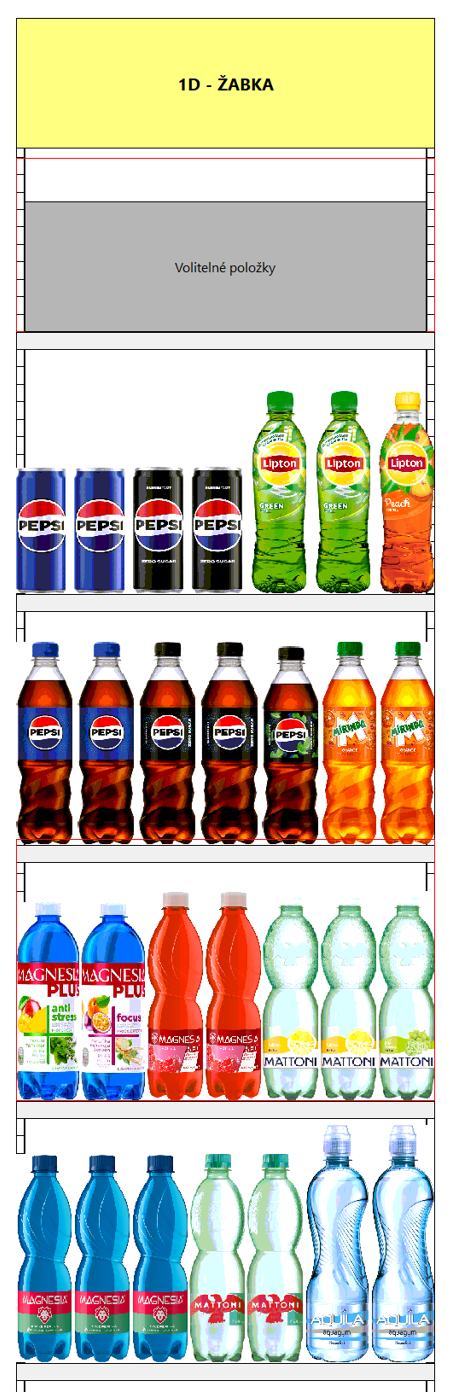 1D - ŽABKA
Volitelné položky
PEPSI PEPSI PEPSI PEPSI
ZERO SUGAR ZERO SUGAR
Lipton Lipton Lipton
GREEN GREEN Peach
PEPSI PEPSI PEPSI PEPSI PEPSI
MIRINDA MIRINDA
MAGNESIA MAGNESIA
PLUS PLUS
anti
stress
focus
MAGNESIA MAGNESIA
MATTONI MATTONI MATTONI
MAGNESIA MAGNESIA MAGNESIA
MATTONI MATTONI
AQUILA AQUILA
aquagum aquagum